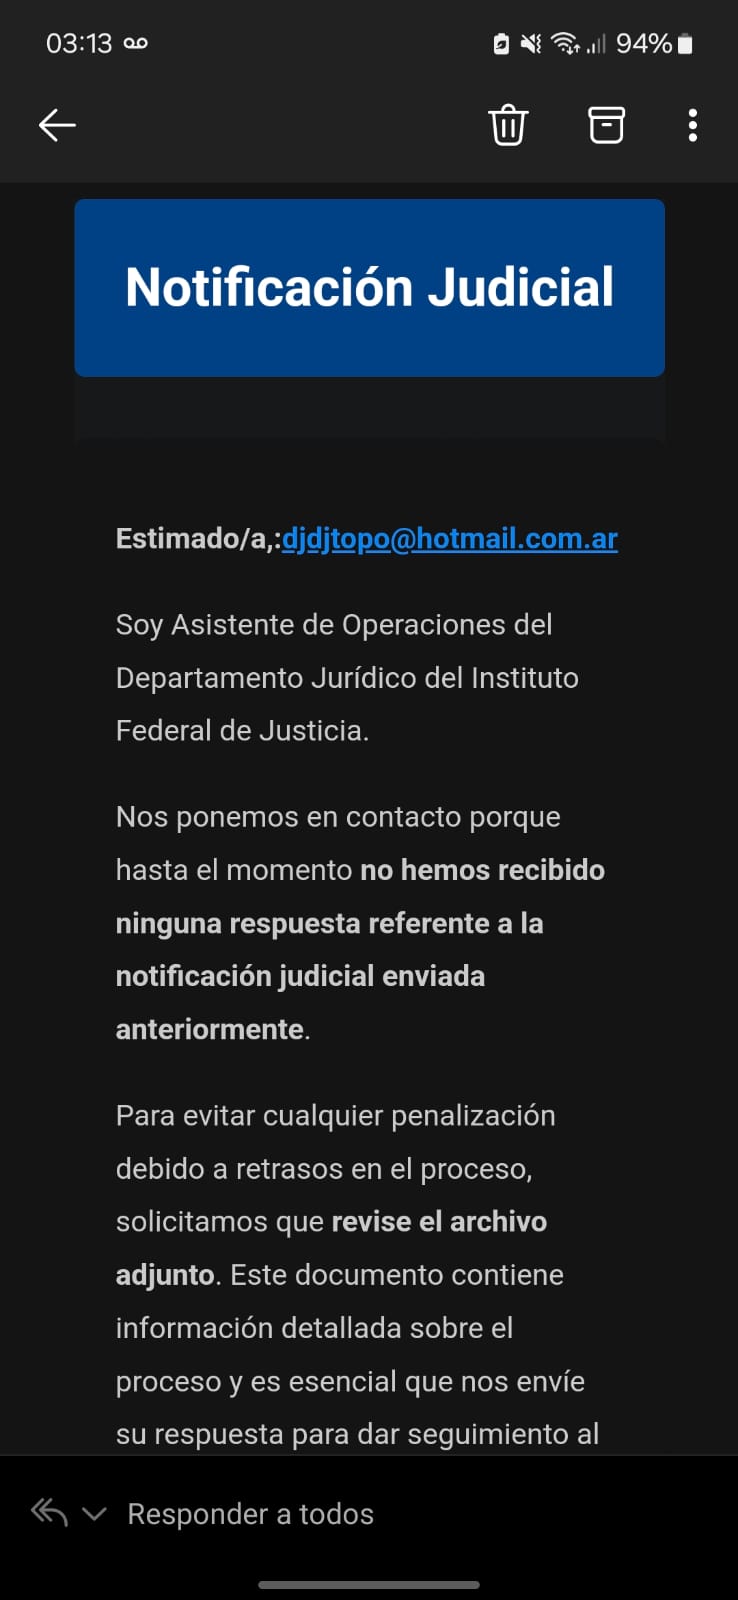 03:13
94%
Notificación Judicial
Estimado/a,:djdjtopo@hotmail.com.ar
Soy Asistente de Operaciones del
Departamento Jurídico del Instituto
Federal de Justicia.
Nos ponemos en contacto porque
hasta el momento no hemos recibido
ninguna respuesta referente a la
notificación judicial enviada
anteriormente.
Para evitar cualquier penalización
debido a retrasos en el proceso,
solicitamos que revise el archivo
adjunto. Este documento contiene
información detallada sobre el
proceso y es esencial que nos envíe
su respuesta para dar seguimiento al
Responder a todos